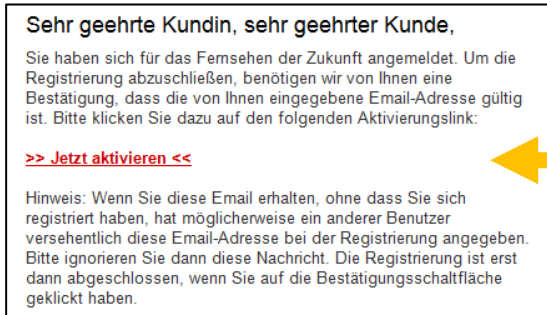 Sehr geehrte Kundin, sehr geehrter Kunde,
Sie haben sich für das Fernsehen der Zukunft angemeldet. Um die
Registrierung abzuschließen, benötigen wir von Ihnen eine
Bestätigung, dass die von Ihnen eingegebene Email-Adresse gültig
ist. Bitte klicken Sie dazu auf den folgenden Aktivierungslink:
>> Jetzt aktivieren <<
Hinweis: Wenn Sie diese Email erhalten, ohne dass Sie sich
registriert haben, hat möglicherweise ein anderer Benutzer
versehentlich diese Email-Adresse bei der Registrierung angegeben.
Bitte ignorieren Sie dann diese Nachricht. Die Registrierung ist erst
dann abgeschlossen, wenn Sie auf die Bestätigungsschaltfläche
geklickt haben.